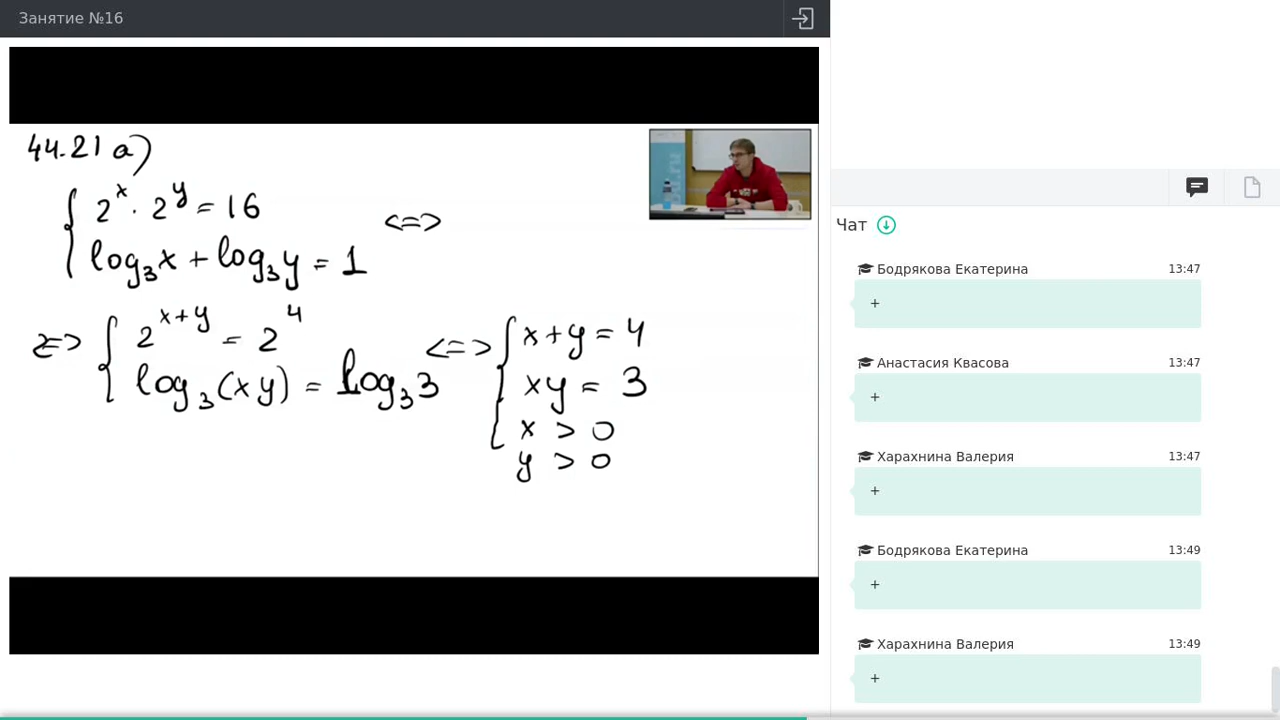 Занятие №16
44.21 а)
2^x · 2^y = 16
log₃x + log₃y = 1
<=>
<=>
2^(x+y) = 2^4
log₃(xy) = log₃3
<=>
x + y = 4
xy = 3
x > 0
y > 0
Чат
Бодрякова Екатерина 13:47
+
Анастасия Квасова 13:47
+
Харахнина Валерия 13:47
+
Бодрякова Екатерина 13:49
+
Харахнина Валерия 13:49
+